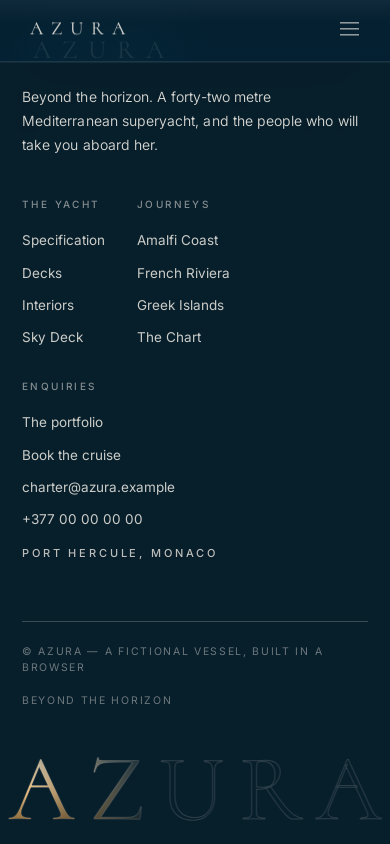 AZURA
AZURA
Beyond the horizon. A forty-two metre
Mediterranean superyacht, and the people who will
take you aboard her.
THE YACHT
Specification
Decks
Interiors
Sky Deck
JOURNEYS
Amalfi Coast
French Riviera
Greek Islands
The Chart
ENQUIRIES
The portfolio
Book the cruise
charter@azura.example
+377 00 00 00 00
PORT HERCULE, MONACO
© AZURA — A FICTIONAL VESSEL, BUILT IN A
BROWSER
BEYOND THE HORIZON
AZURA